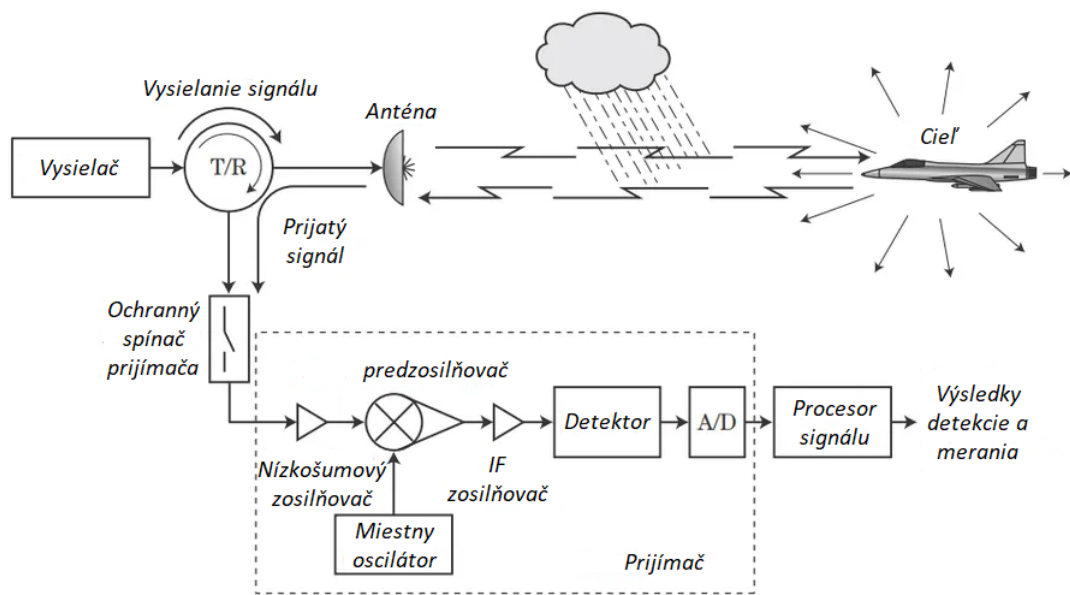 Vysielanie signálu
Anténa
Cieľ
Vysielač
T/R
Prijatý
signál
Ochranný
spínač
prijímača
predzosilňovač
Detektor
A/D
Procesor
signálu
Výsledky
detekcie a
merania
Nízkošumový
zosilňovač
IF
zosilňovač
Miestny
oscilátor
Prijímač